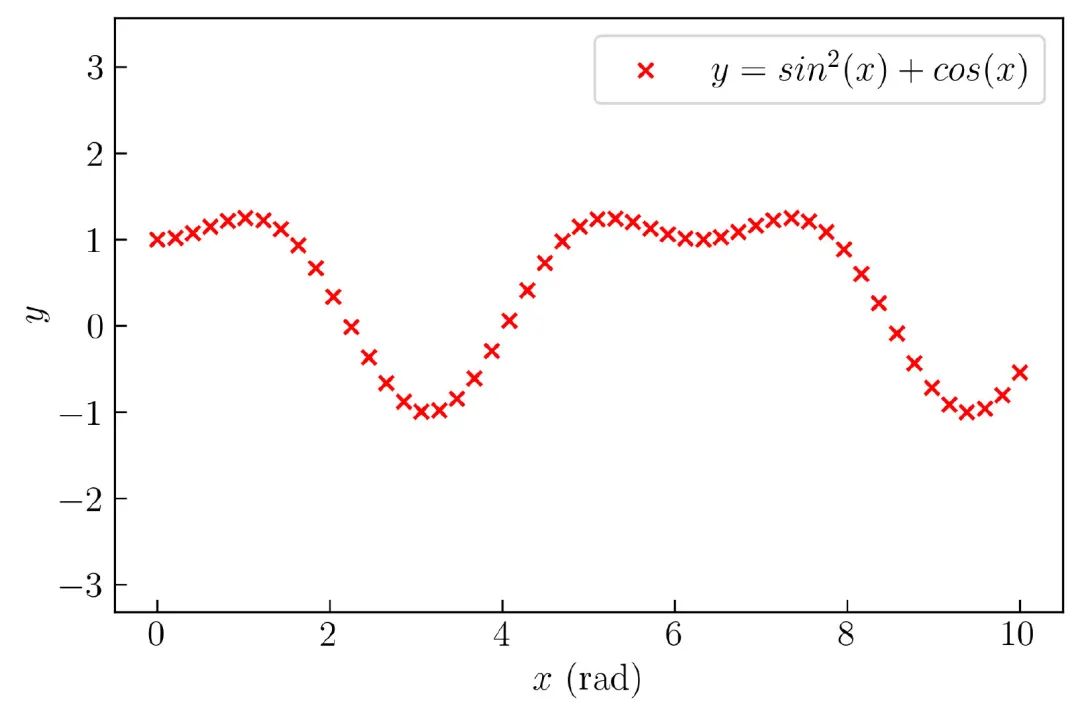 y = sin²(x) + cos(x)
3
2
1
0
−1
−2
−3
y
0 2 4 6 8 10
x (rad)